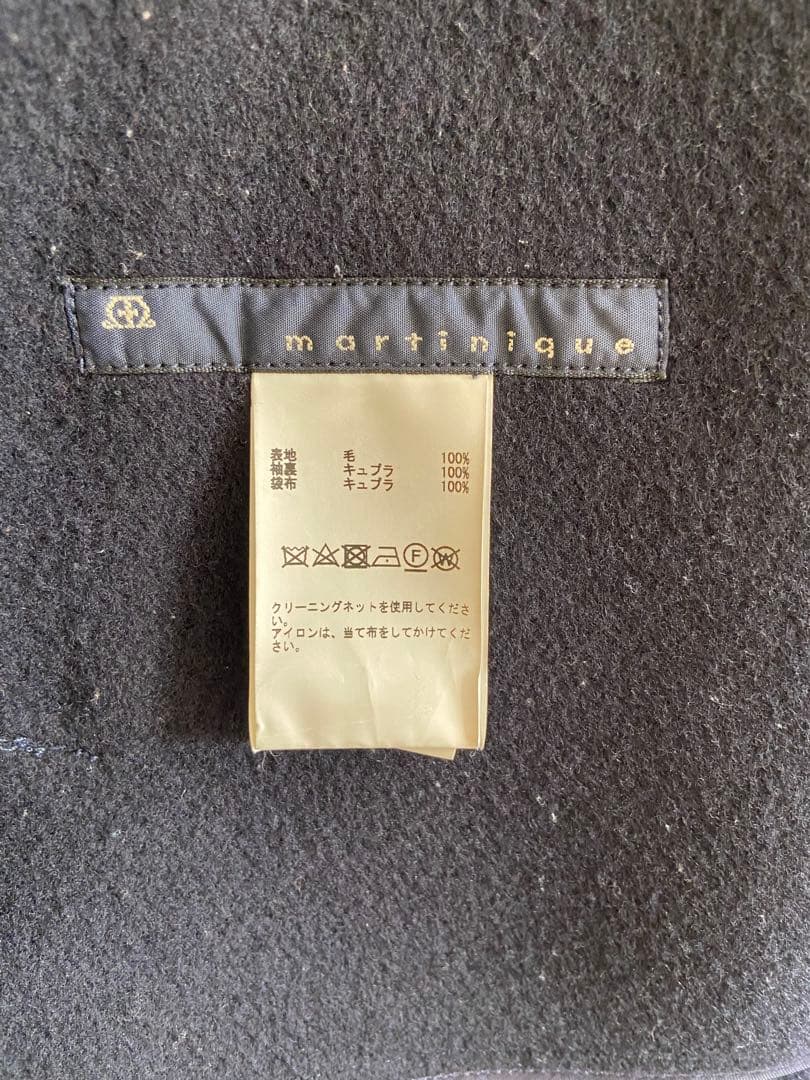 martinique
表地 毛 100%
袖裏 キュプラ 100%
袋布 キュプラ 100%
F W
クリーニングネットを使用してくださ
い。
アイロンは、当て布をしてかけてくだ
さい。